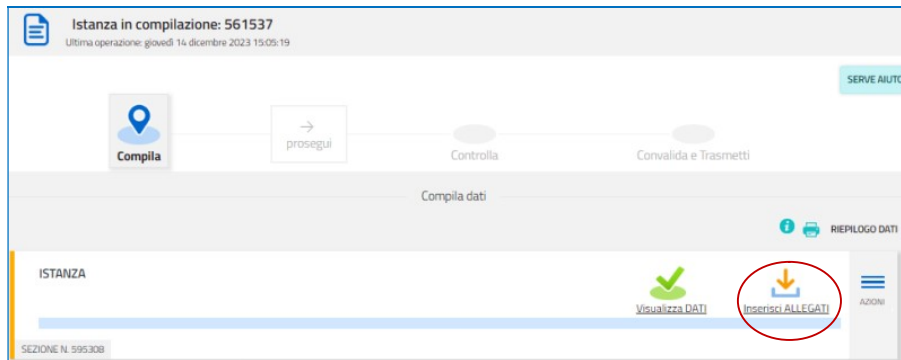 Istanza in compilazione: 561537
Ultima operazione: giovedì 14 dicembre 2023 15:05:19
SERVE AIUTO
Compila
prosegui
Controlla
Convalida e Trasmetti
Compila dati
RIEPILOGO DATI
ISTANZA
Visualizza DATI
Inserisci ALLEGATI
AZIONI
SEZIONE N. 595308